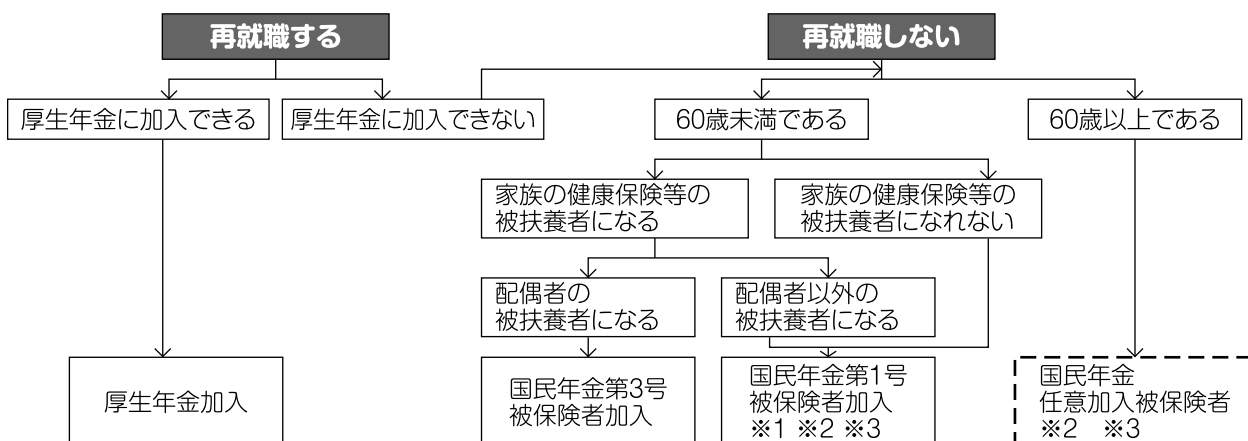 再就職する
再就職しない
厚生年金に加入できる
厚生年金に加入できない
60歳未満である
60歳以上である
家族の健康保険等の
被扶養者になる
家族の健康保険等の
被扶養者になれない
配偶者の
被扶養者になる
配偶者以外の
被扶養者になる
厚生年金加入
国民年金第3号
被保険者加入
国民年金第1号
被保険者加入
※1 ※2 ※3
国民年金
任意加入被保険者
※2 ※3